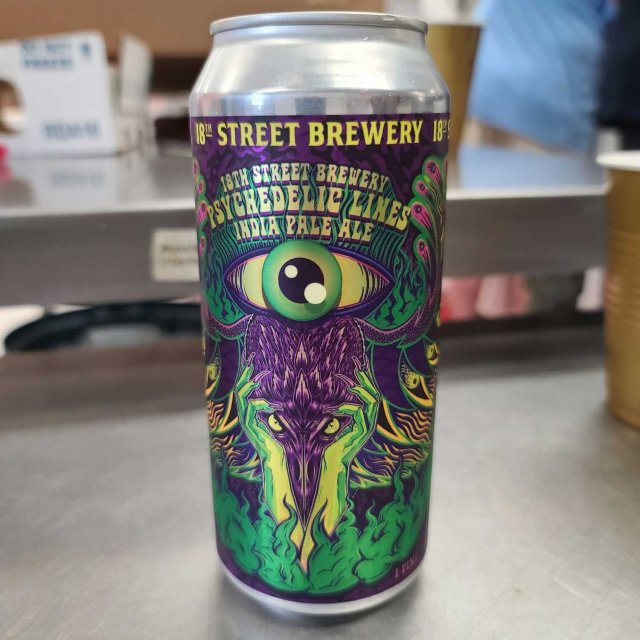 18TH STREET BREWERY 18TH
18TH STREET BREWERY
PSYCHEDELIC LINES
INDIA PALE ALE